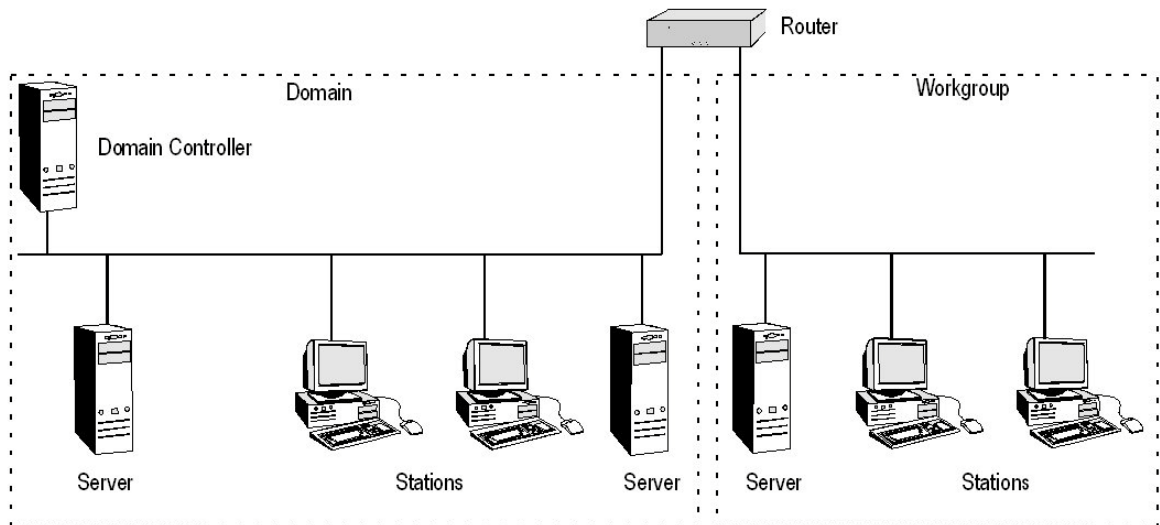 Router
Domain
Workgroup
Domain Controller
Server
Stations
Server
Server
Stations